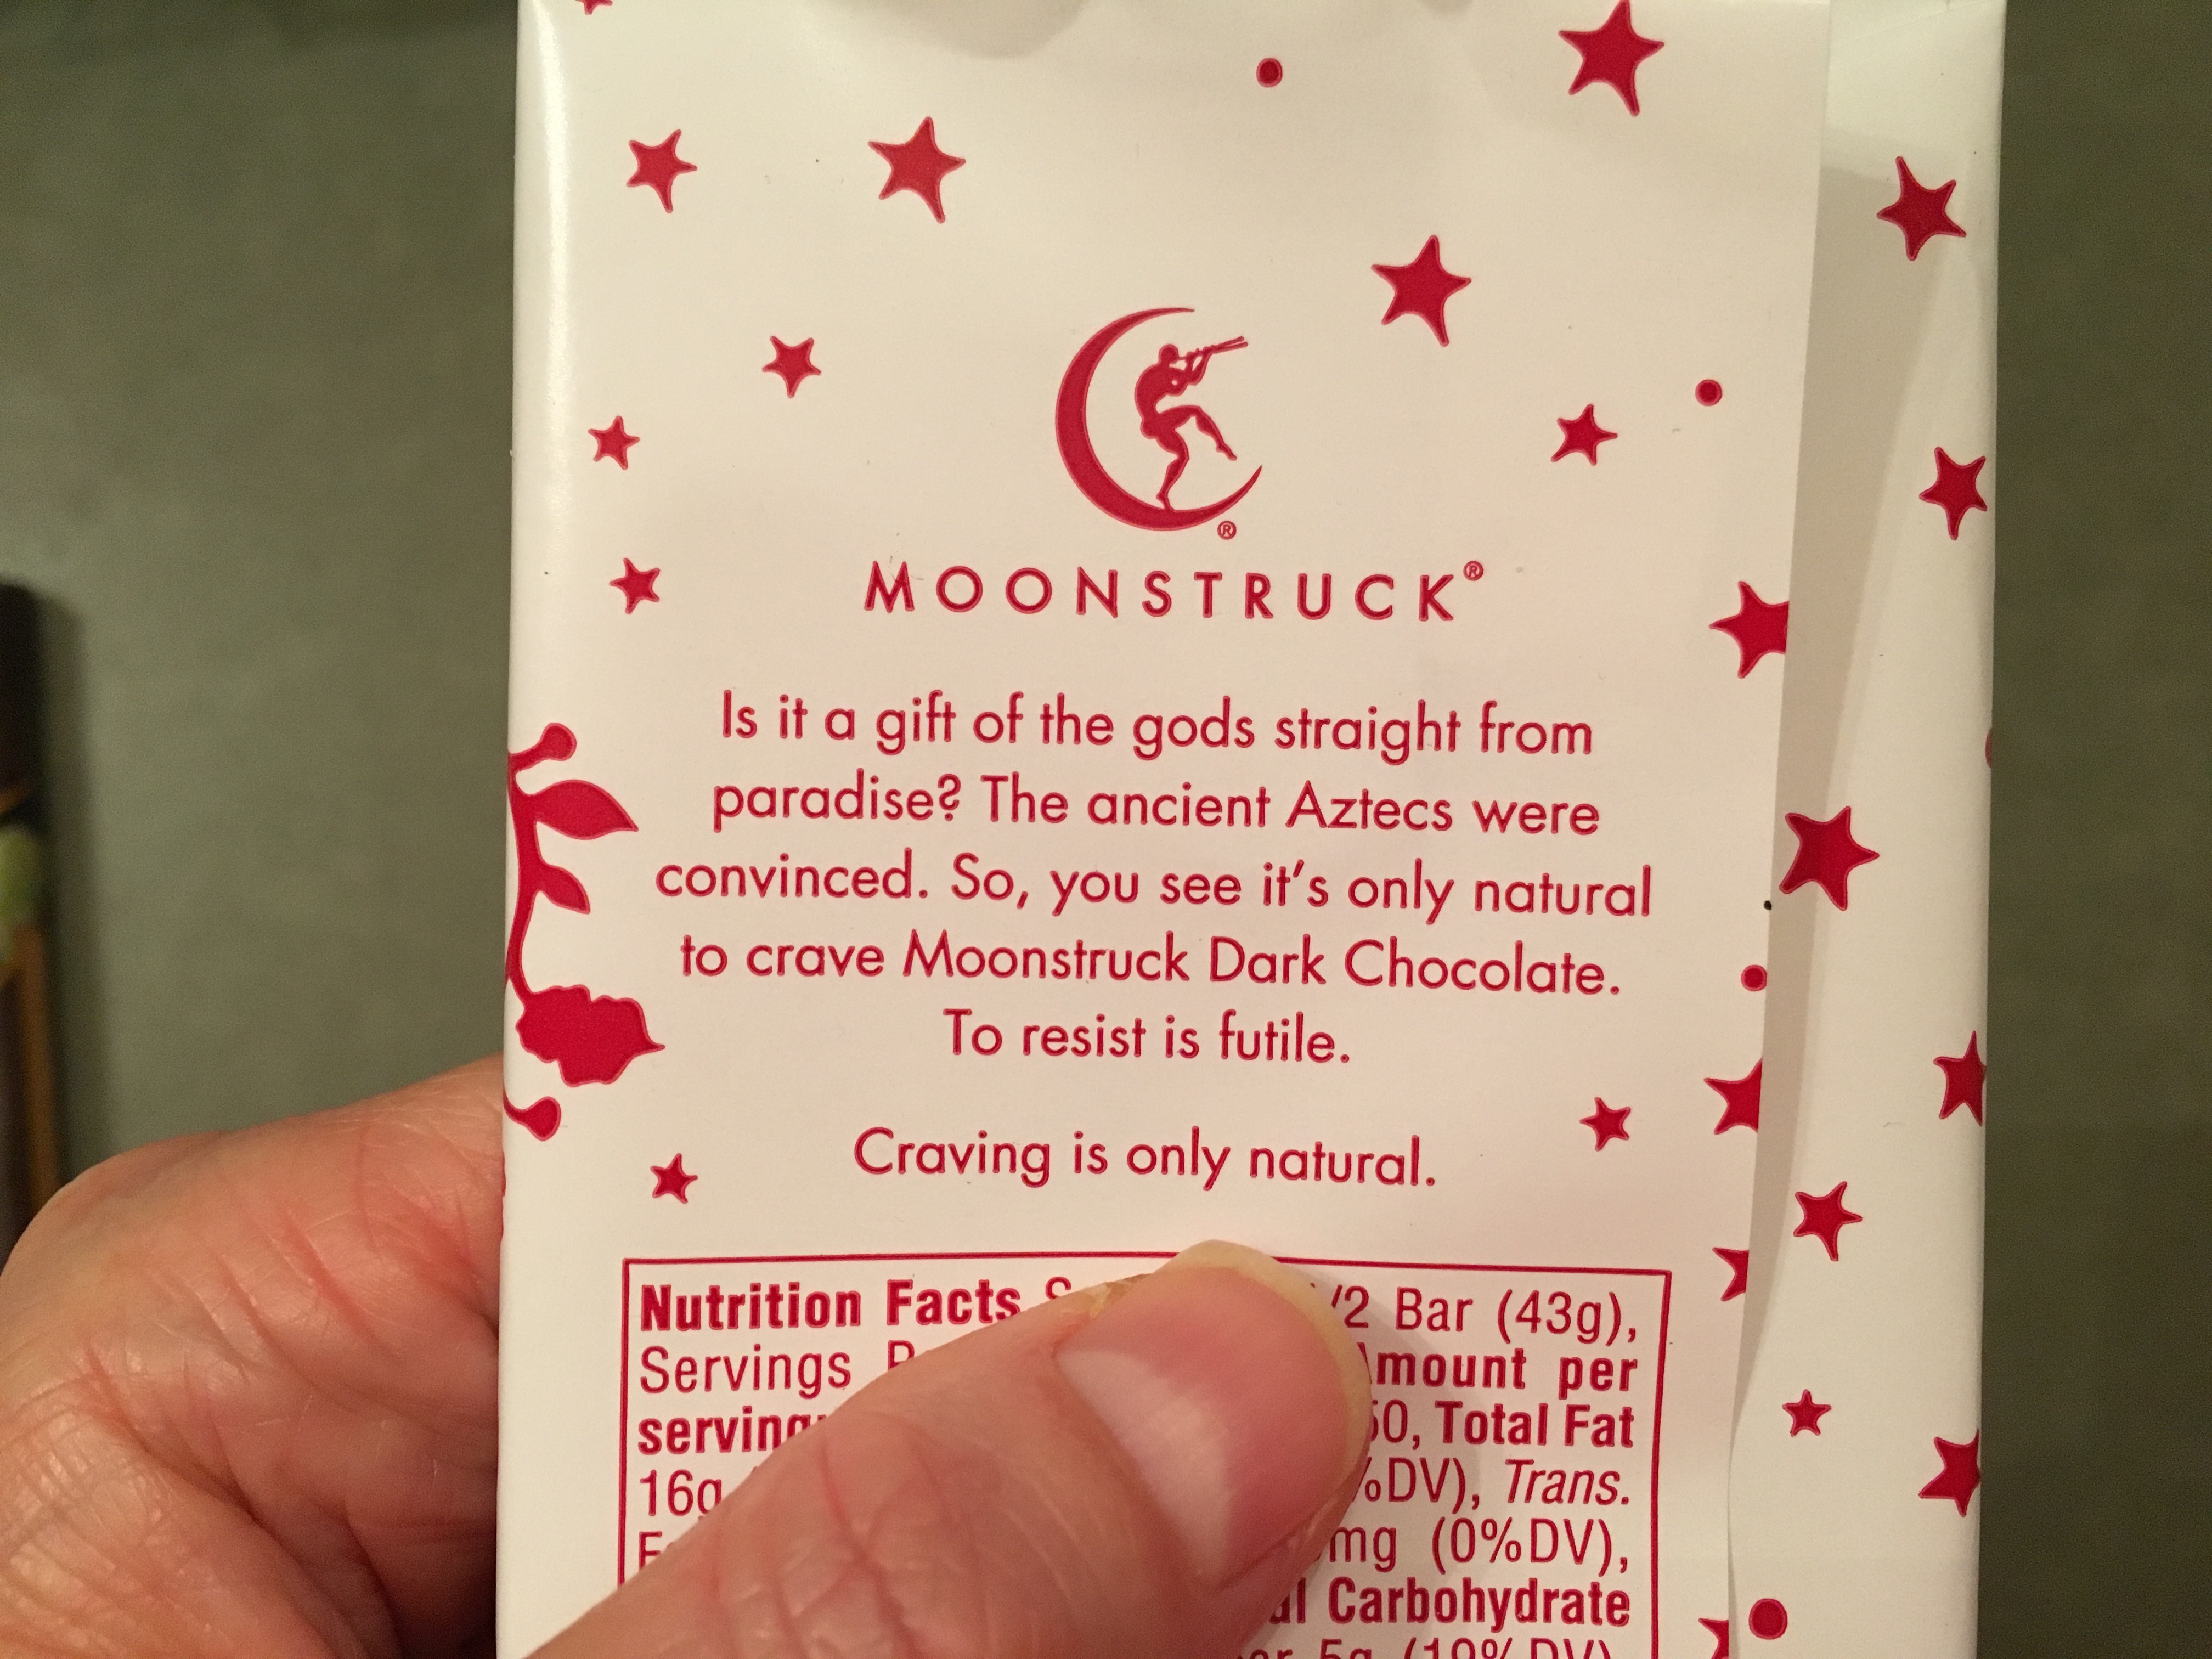 ®
MOONSTRUCK®
Is it a gift of the gods straight from
paradise? The ancient Aztecs were
convinced. So, you see it's only natural
to crave Moonstruck Dark Chocolate.
To resist is futile.
Craving is only natural.
Nutrition Facts /2 Bar (43g),
Servings per
Total Fat
16g %DV), Trans.
mg (0%DV),
Carbohydrate
5g